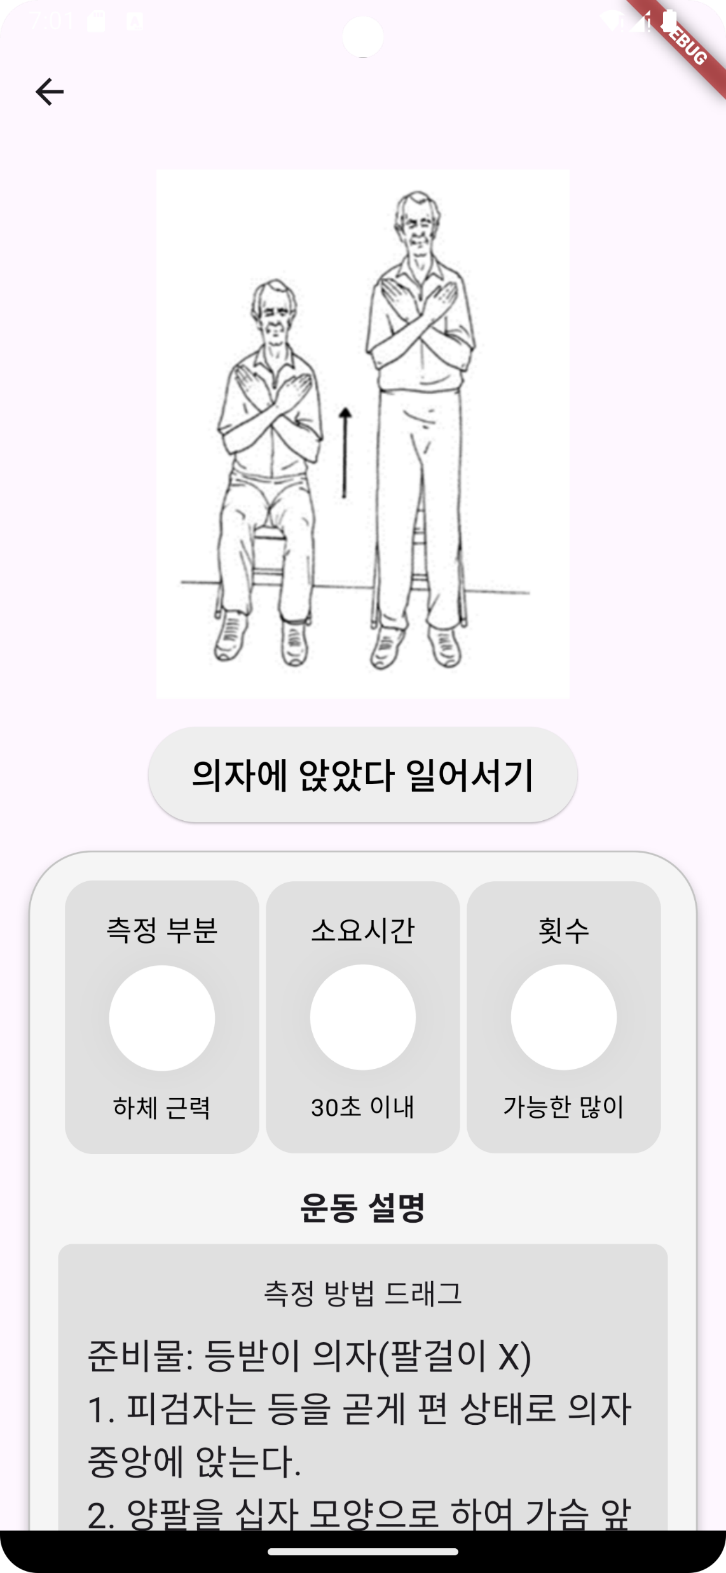 7:01
DEBUG
의자에 앉았다 일어서기
측정 부분
소요시간
횟수
하체 근력
30초 이내
가능한 많이
운동 설명
측정 방법 드래그
준비물: 등받이 의자(팔걸이 X)
1. 피검자는 등을 곧게 편 상태로 의자
중앙에 앉는다.
2. 양팔을 십자 모양으로 하여 가슴 앞